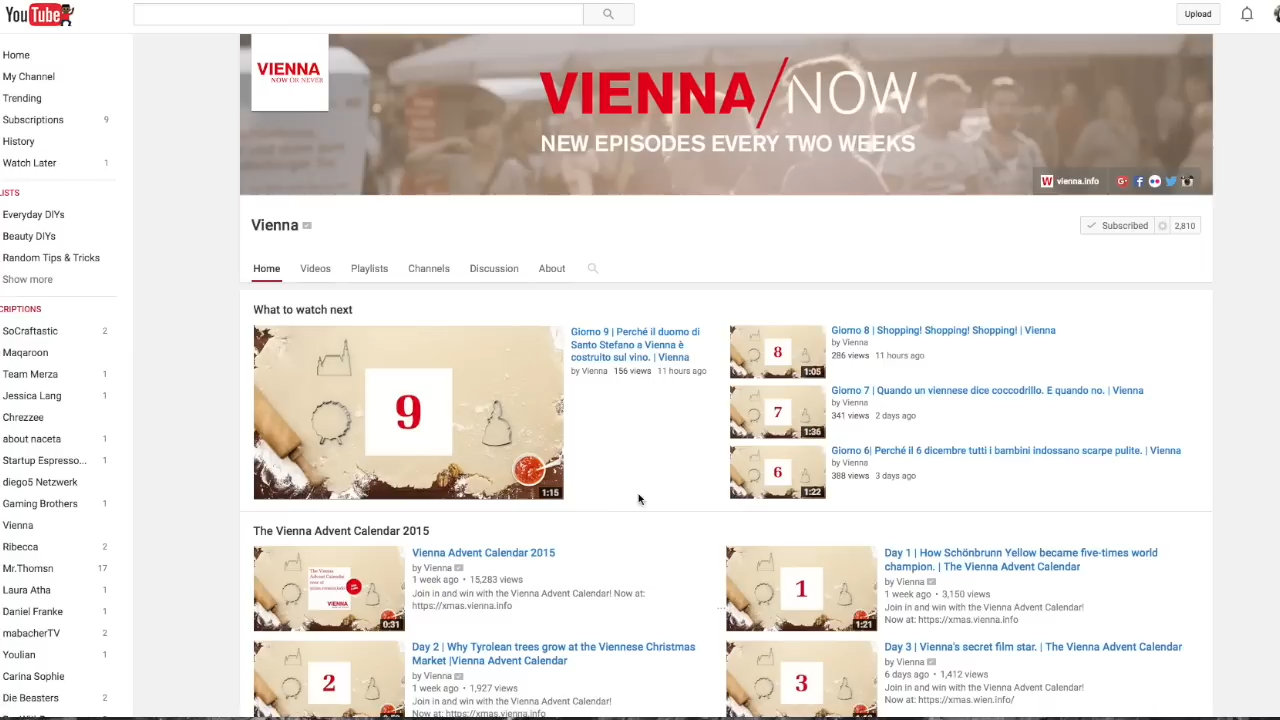 YouTube
Upload
Home
My Channel
Trending
Subscriptions 9
History
Watch Later 1
LISTS
Everyday DIYs
Beauty DIYs
Random Tips & Tricks
Show more
CRIPTIONS
SoCraftastic 2
Maqaroon
Team Merza 1
Jessica Lang 1
Chrezzee
about naceta 1
Startup Espresso... 1
diego5 Netzwerk
Gaming Brothers 1
Vienna
Ribecca 2
Mr.Thomsn 17
Laura Atha 1
Daniel Franke 1
mabacherTV 2
Youlian 1
Carina Sophie
Die Beasters 2
VIENNA
NOW OR NEVER
VIENNA/NOW
NEW EPISODES EVERY TWO WEEKS
W vienna.info
Vienna
Subscribed 2,810
Home Videos Playlists Channels Discussion About
What to watch next
9
1:15
Giorno 9 | Perché il duomo di
Santo Stefano a Vienna è
costruito sul vino. | Vienna
by Vienna 156 views 11 hours ago
8
1:05
Giorno 8 | Shopping! Shopping! Shopping! | Vienna
by Vienna
286 views 11 hours ago
7
1:36
Giorno 7 | Quando un viennese dice coccodrillo. E quando no. | Vienna
by Vienna
341 views 2 days ago
6
1:22
Giorno 6| Perché il 6 dicembre tutti i bambini indossano scarpe pulite. | Vienna
by Vienna
388 views 3 days ago
The Vienna Advent Calendar 2015
The Vienna
Advent Calendar
VIENNA
0:31
Vienna Advent Calendar 2015
by Vienna
1 week ago • 15,283 views
Join in and win with the Vienna Advent Calendar! Now at:
https://xmas.vienna.info
...
1
1:21
Day 1 | How Schönbrunn Yellow became five-times world
champion. | The Vienna Advent Calendar
by Vienna
1 week ago • 3,150 views
Join in and win with the Vienna Advent Calendar!
Now at: https://xmas.vienna.info
2
Day 2 | Why Tyrolean trees grow at the Viennese Christmas
Market |Vienna Advent Calendar
by Vienna
1 week ago • 1,927 views
Join in and win with the Vienna Advent Calendar!
Now at: https://xmas.vienna.info
3
Day 3 | Vienna's secret film star. | The Vienna Advent Calendar
by Vienna
6 days ago • 1,412 views
Join in and win with the Vienna Advent Calendar!
Now at: https://xmas.wien.info/